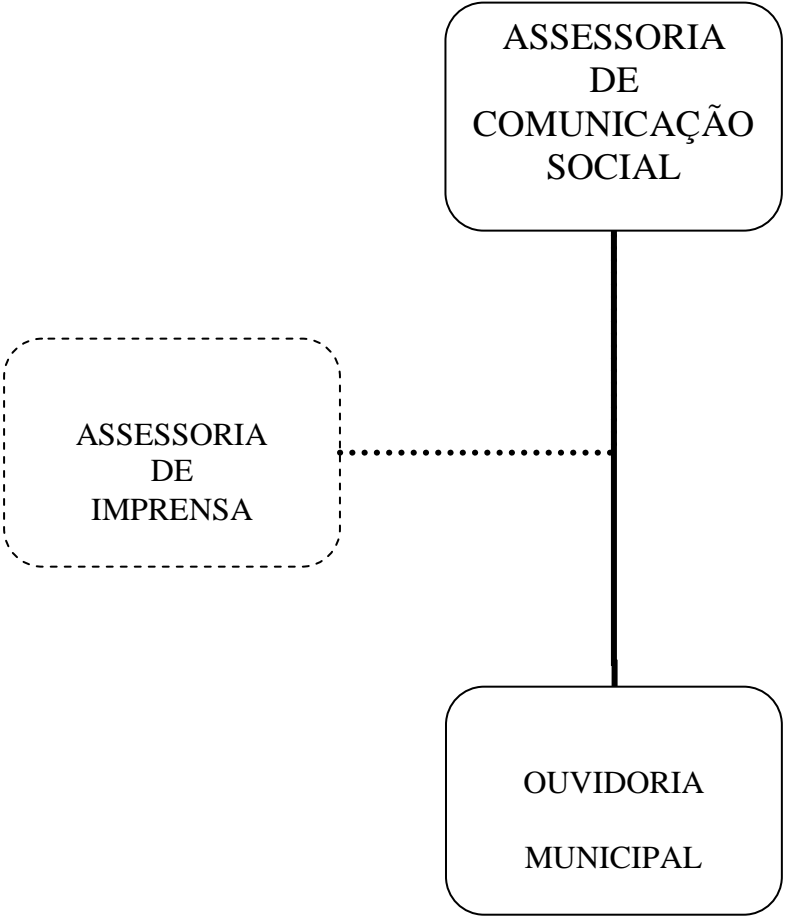 ASSESSORIA
DE
COMUNICAÇÃO
SOCIAL
ASSESSORIA
DE
IMPRENSA
OUVIDORIA
MUNICIPAL